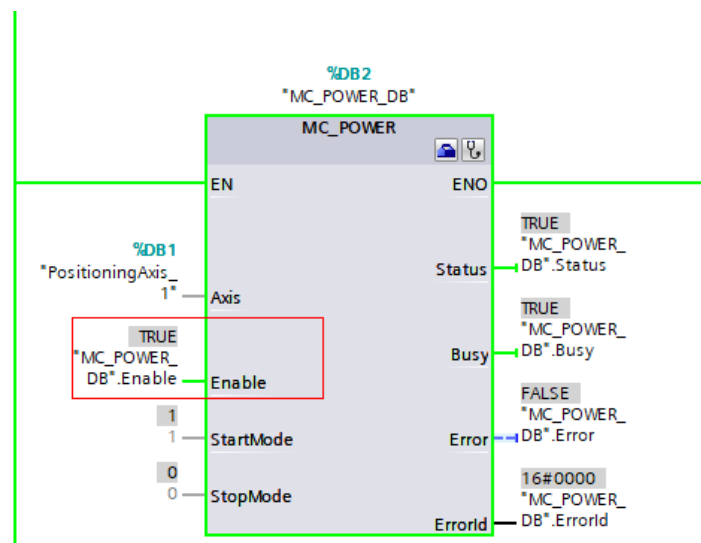 %DB2
"MC_POWER_DB"
MC_POWER
EN
ENO
%DB1
"PositioningAxis_
1"
Axis
TRUE
"MC_POWER_
DB".Status
Status
TRUE
"MC_POWER_
DB".Enable
Enable
TRUE
"MC_POWER_
DB".Busy
Busy
1
1
StartMode
FALSE
"MC_POWER_
DB".Error
Error
0
0
StopMode
16#0000
"MC_POWER_
DB".ErrorId
ErrorId